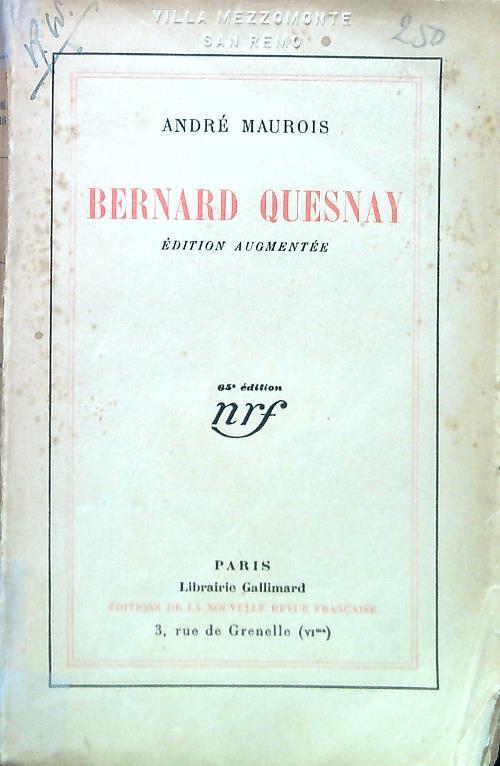 VILLA MEZZOMONTE
SAN REMO
250
ANDRÉ MAUROIS
BERNARD QUESNAY
ÉDITION AUGMENTÉE
65ᵉ édition
nrf
PARIS
Librairie Gallimard
ÉDITIONS DE LA NOUVELLE REVUE FRANÇAISE
3, rue de Grenelle (VIᵐᵉ)